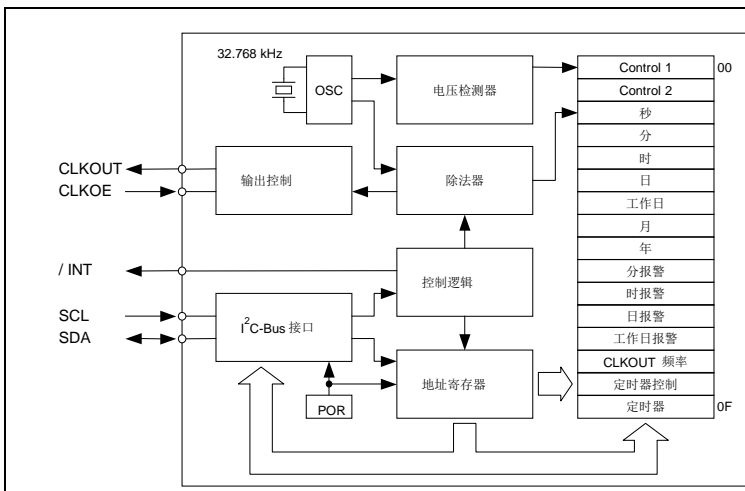 32.768 kHz
OSC
电压检测器
CLKOUT
CLKOE
输出控制
除法器
/ INT
控制逻辑
SCL
SDA
I²C-Bus 接口
POR
地址寄存器
Control 1
00
Control 2
秒
分
时
日
工作日
月
年
分报警
时报警
日报警
工作日报警
CLKOUT 频率
定时器控制
定时器
0F